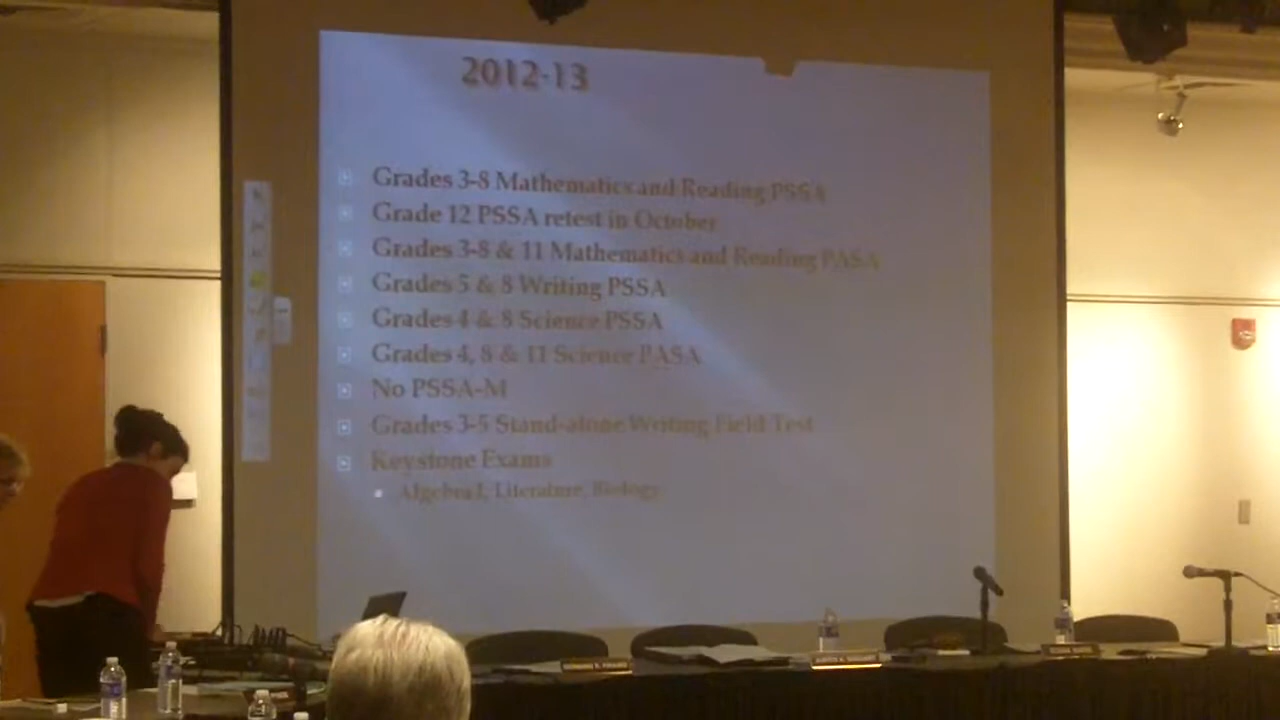 2012-13
Grades 3-8 Mathematics and Reading PSSA
Grade 12 PSSA retest in October
Grades 3-8 & 11 Mathematics and Reading PASA
Grades 5 & 8 Writing PSSA
Grades 4 & 8 Science PSSA
Grades 4, 8 & 11 Science PASA
No PSSA-M
Grades 3-5 Stand-alone Writing Field Test
Keystone Exams
Algebra I, Literature, Biology